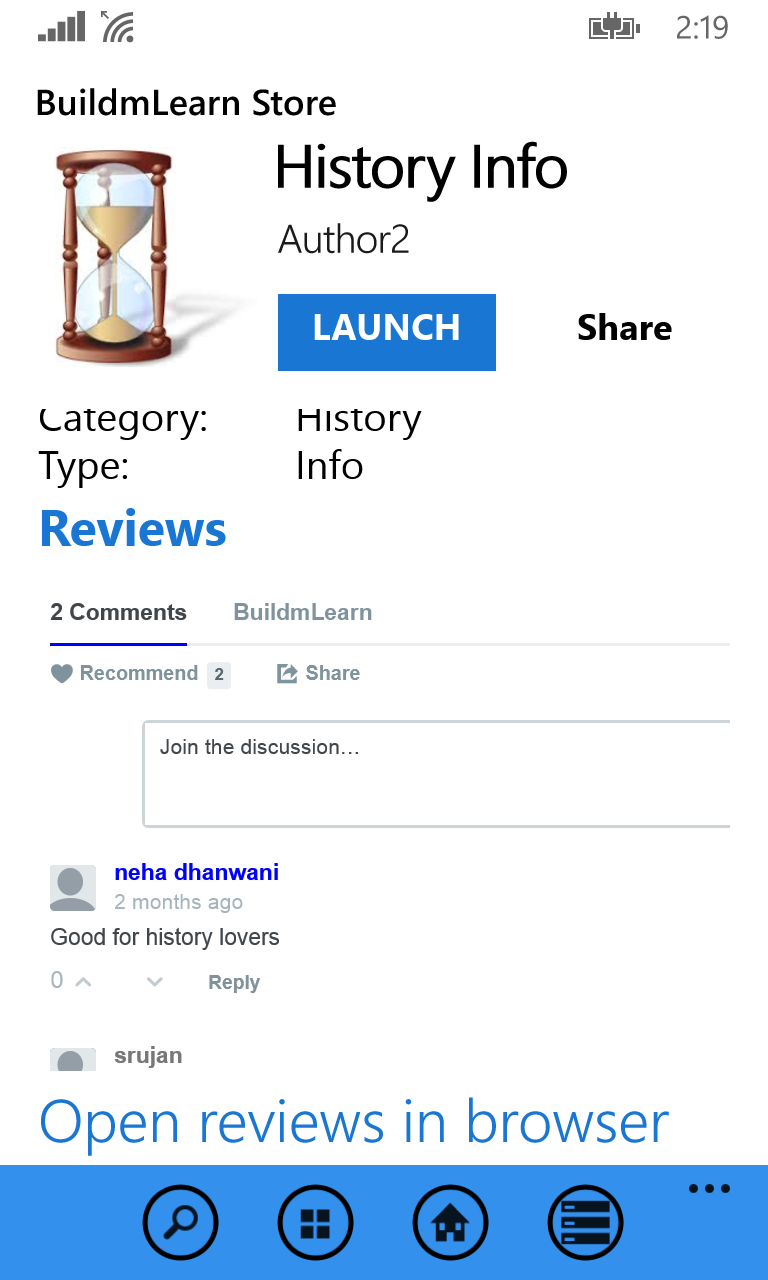 2:19
BuildmLearn Store
History Info
Author2
LAUNCH Share
Category: History
Type: Info
Reviews
2 Comments BuildmLearn
Recommend 2 Share
Join the discussion...
neha dhanwani
2 months ago
Good for history lovers
0 Reply
srujan
Open reviews in browser